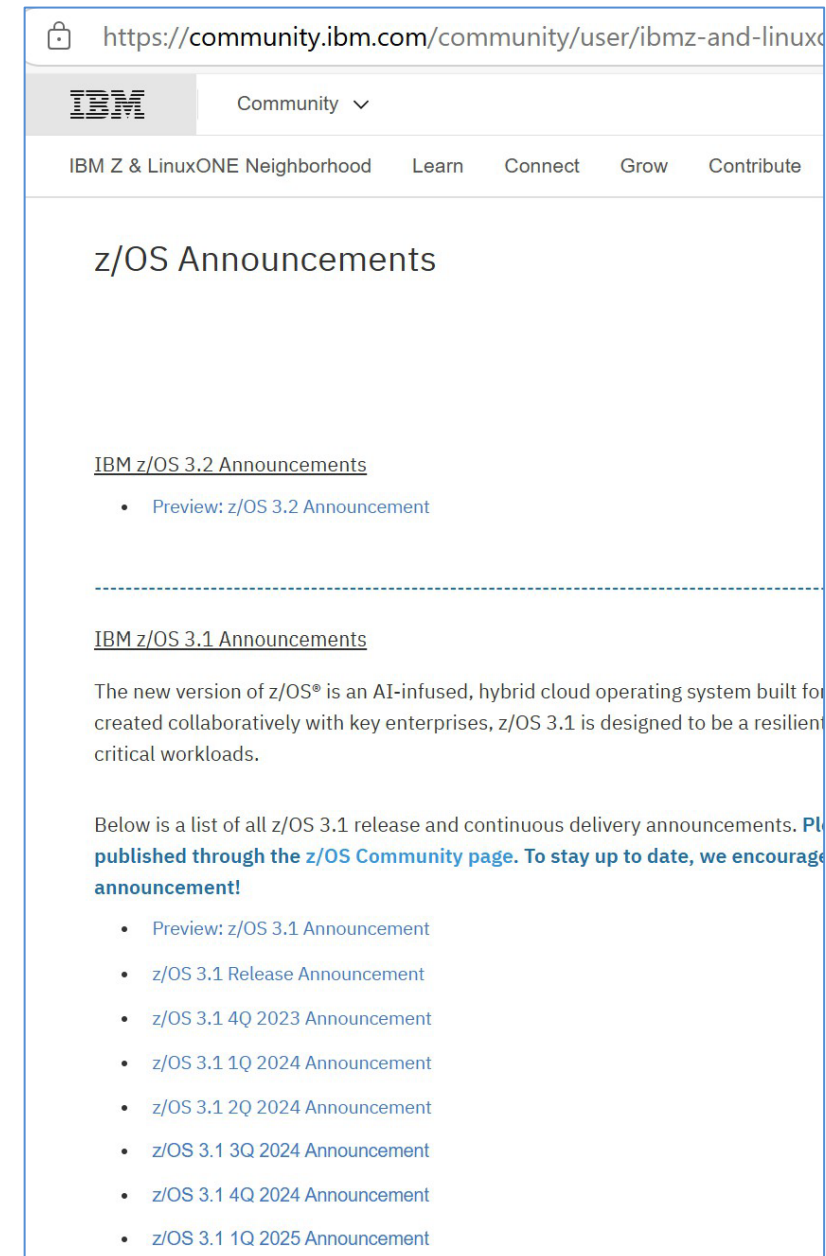 https://community.ibm.com/community/user/ibmz-and-linux
IBM
Community
IBM Z & LinuxONE Neighborhood Learn Connect Grow Contribute
z/OS Announcements
IBM z/OS 3.2 Announcements
• Preview: z/OS 3.2 Announcement
IBM z/OS 3.1 Announcements
The new version of z/OS® is an AI-infused, hybrid cloud operating system built for
created collaboratively with key enterprises, z/OS 3.1 is designed to be a resilient
critical workloads.
Below is a list of all z/OS 3.1 release and continuous delivery announcements.
published through the z/OS Community page. To stay up to date, we encourage
announcement!
• Preview: z/OS 3.1 Announcement
• z/OS 3.1 Release Announcement
• z/OS 3.1 4Q 2023 Announcement
• z/OS 3.1 1Q 2024 Announcement
• z/OS 3.1 2Q 2024 Announcement
• z/OS 3.1 3Q 2024 Announcement
• z/OS 3.1 4Q 2024 Announcement
• z/OS 3.1 1Q 2025 Announcement